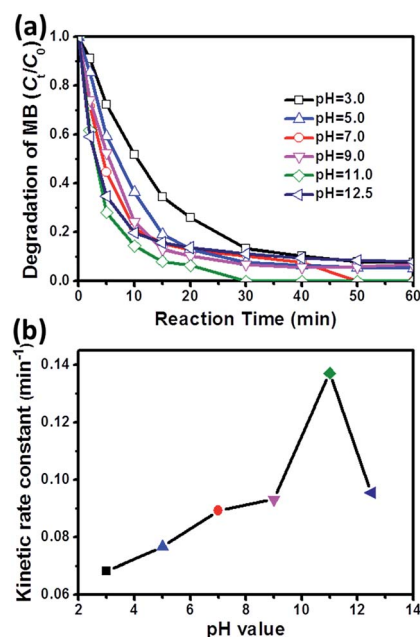 (a)
Degradation of MB (Ct/C0)
1.0
0.8
0.6
0.4
0.2
0.0
pH=3.0
pH=5.0
pH=7.0
pH=9.0
pH=11.0
pH=12.5
0 10 20 30 40 50 60
Reaction Time (min)
(b)
Kinetic rate constant (min-1)
0.14
0.12
0.10
0.08
0.06
2 4 6 8 10 12 14
pH value